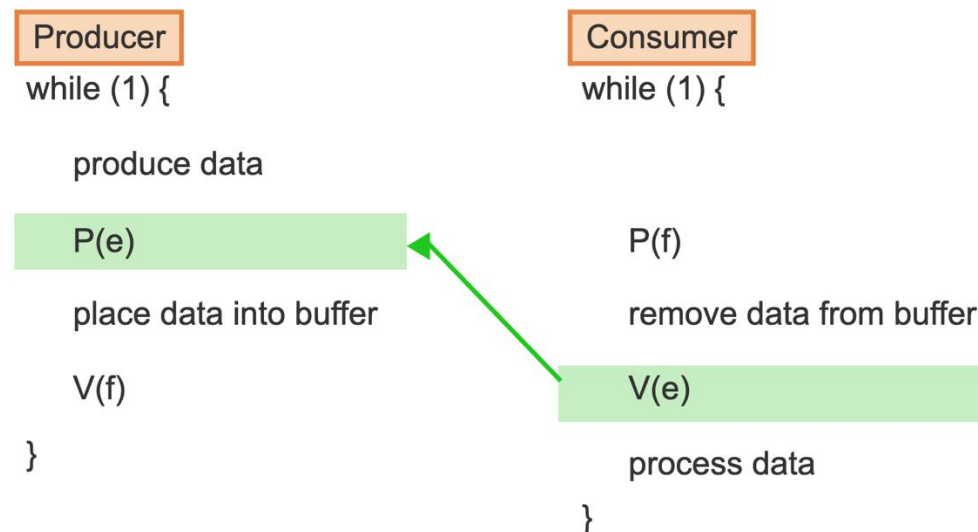 Producer
while (1) {
produce data
P(e)
place data into buffer
V(f)
}
Consumer
while (1) {
P(f)
remove data from buffer
V(e)
process data
}